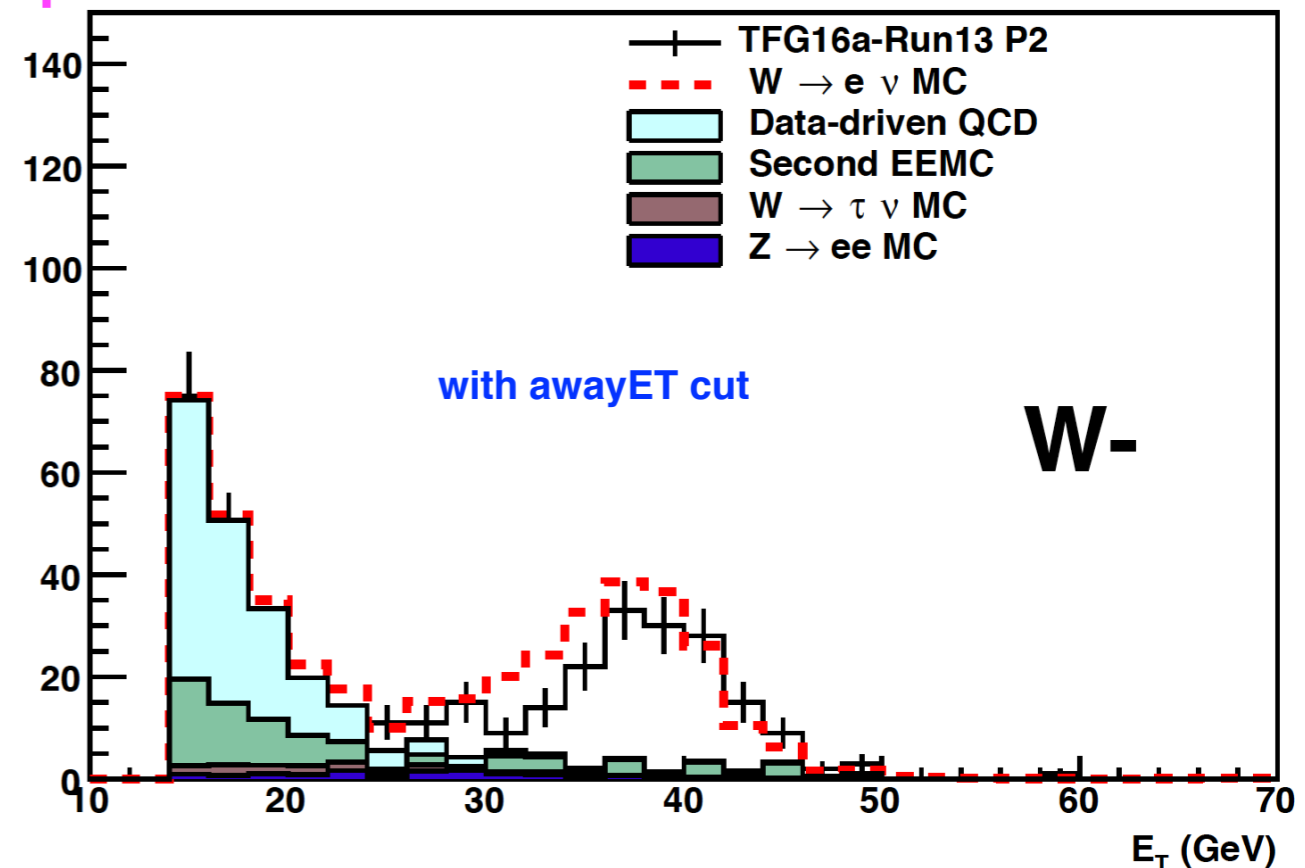 TFG16a-Run13 P2
W → e ν MC
Data-driven QCD
Second EEMC
W → τ ν MC
Z → ee MC
with awayET cut
W-
140
120
100
80
60
40
20
0
10 20 30 40 50 60 70
E_T (GeV)